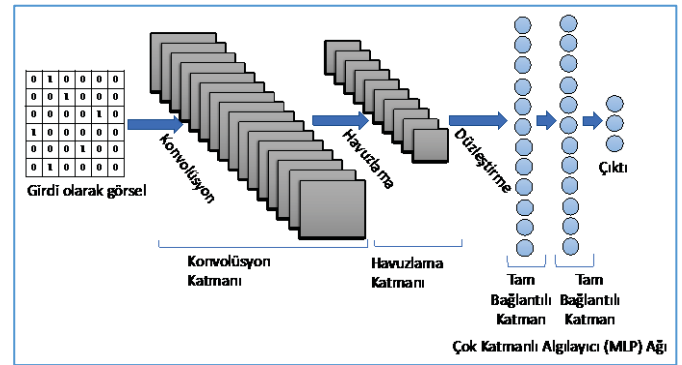 0 1 0 0 0 0
0 0 1 0 0 0
0 0 0 0 1 0
1 0 0 0 0 0
0 0 0 1 0 0
0 1 0 0 0 0
Girdi olarak görsel
Konvolüsyon
Havuzlama
Düzleştirme
Çıktı
Konvolüsyon
Katmanı
Havuzlama
Katmanı
Tam
Bağlantılı
Katman
Tam
Bağlantılı
Katman
Çok Katmanlı Algılayıcı (MLP) Ağı